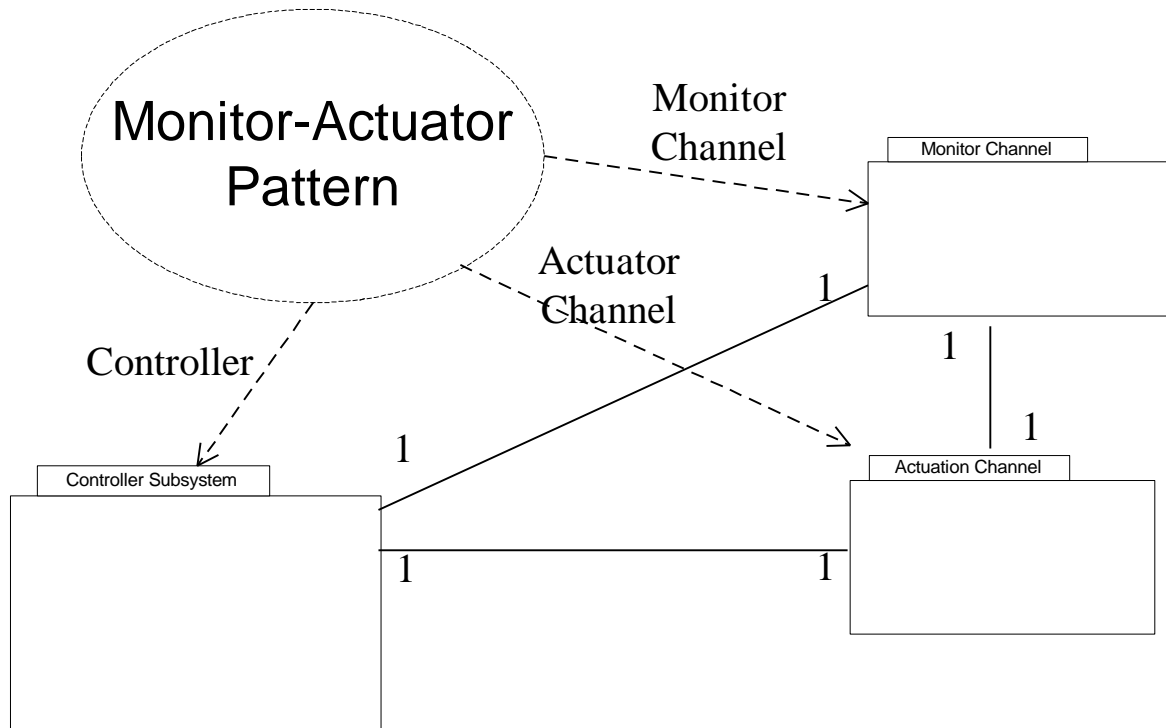 Monitor-Actuator
Pattern
Monitor
Channel
Monitor Channel
Actuator
Channel
1
1
1
Controller
1
Controller Subsystem
Actuation Channel
1
1